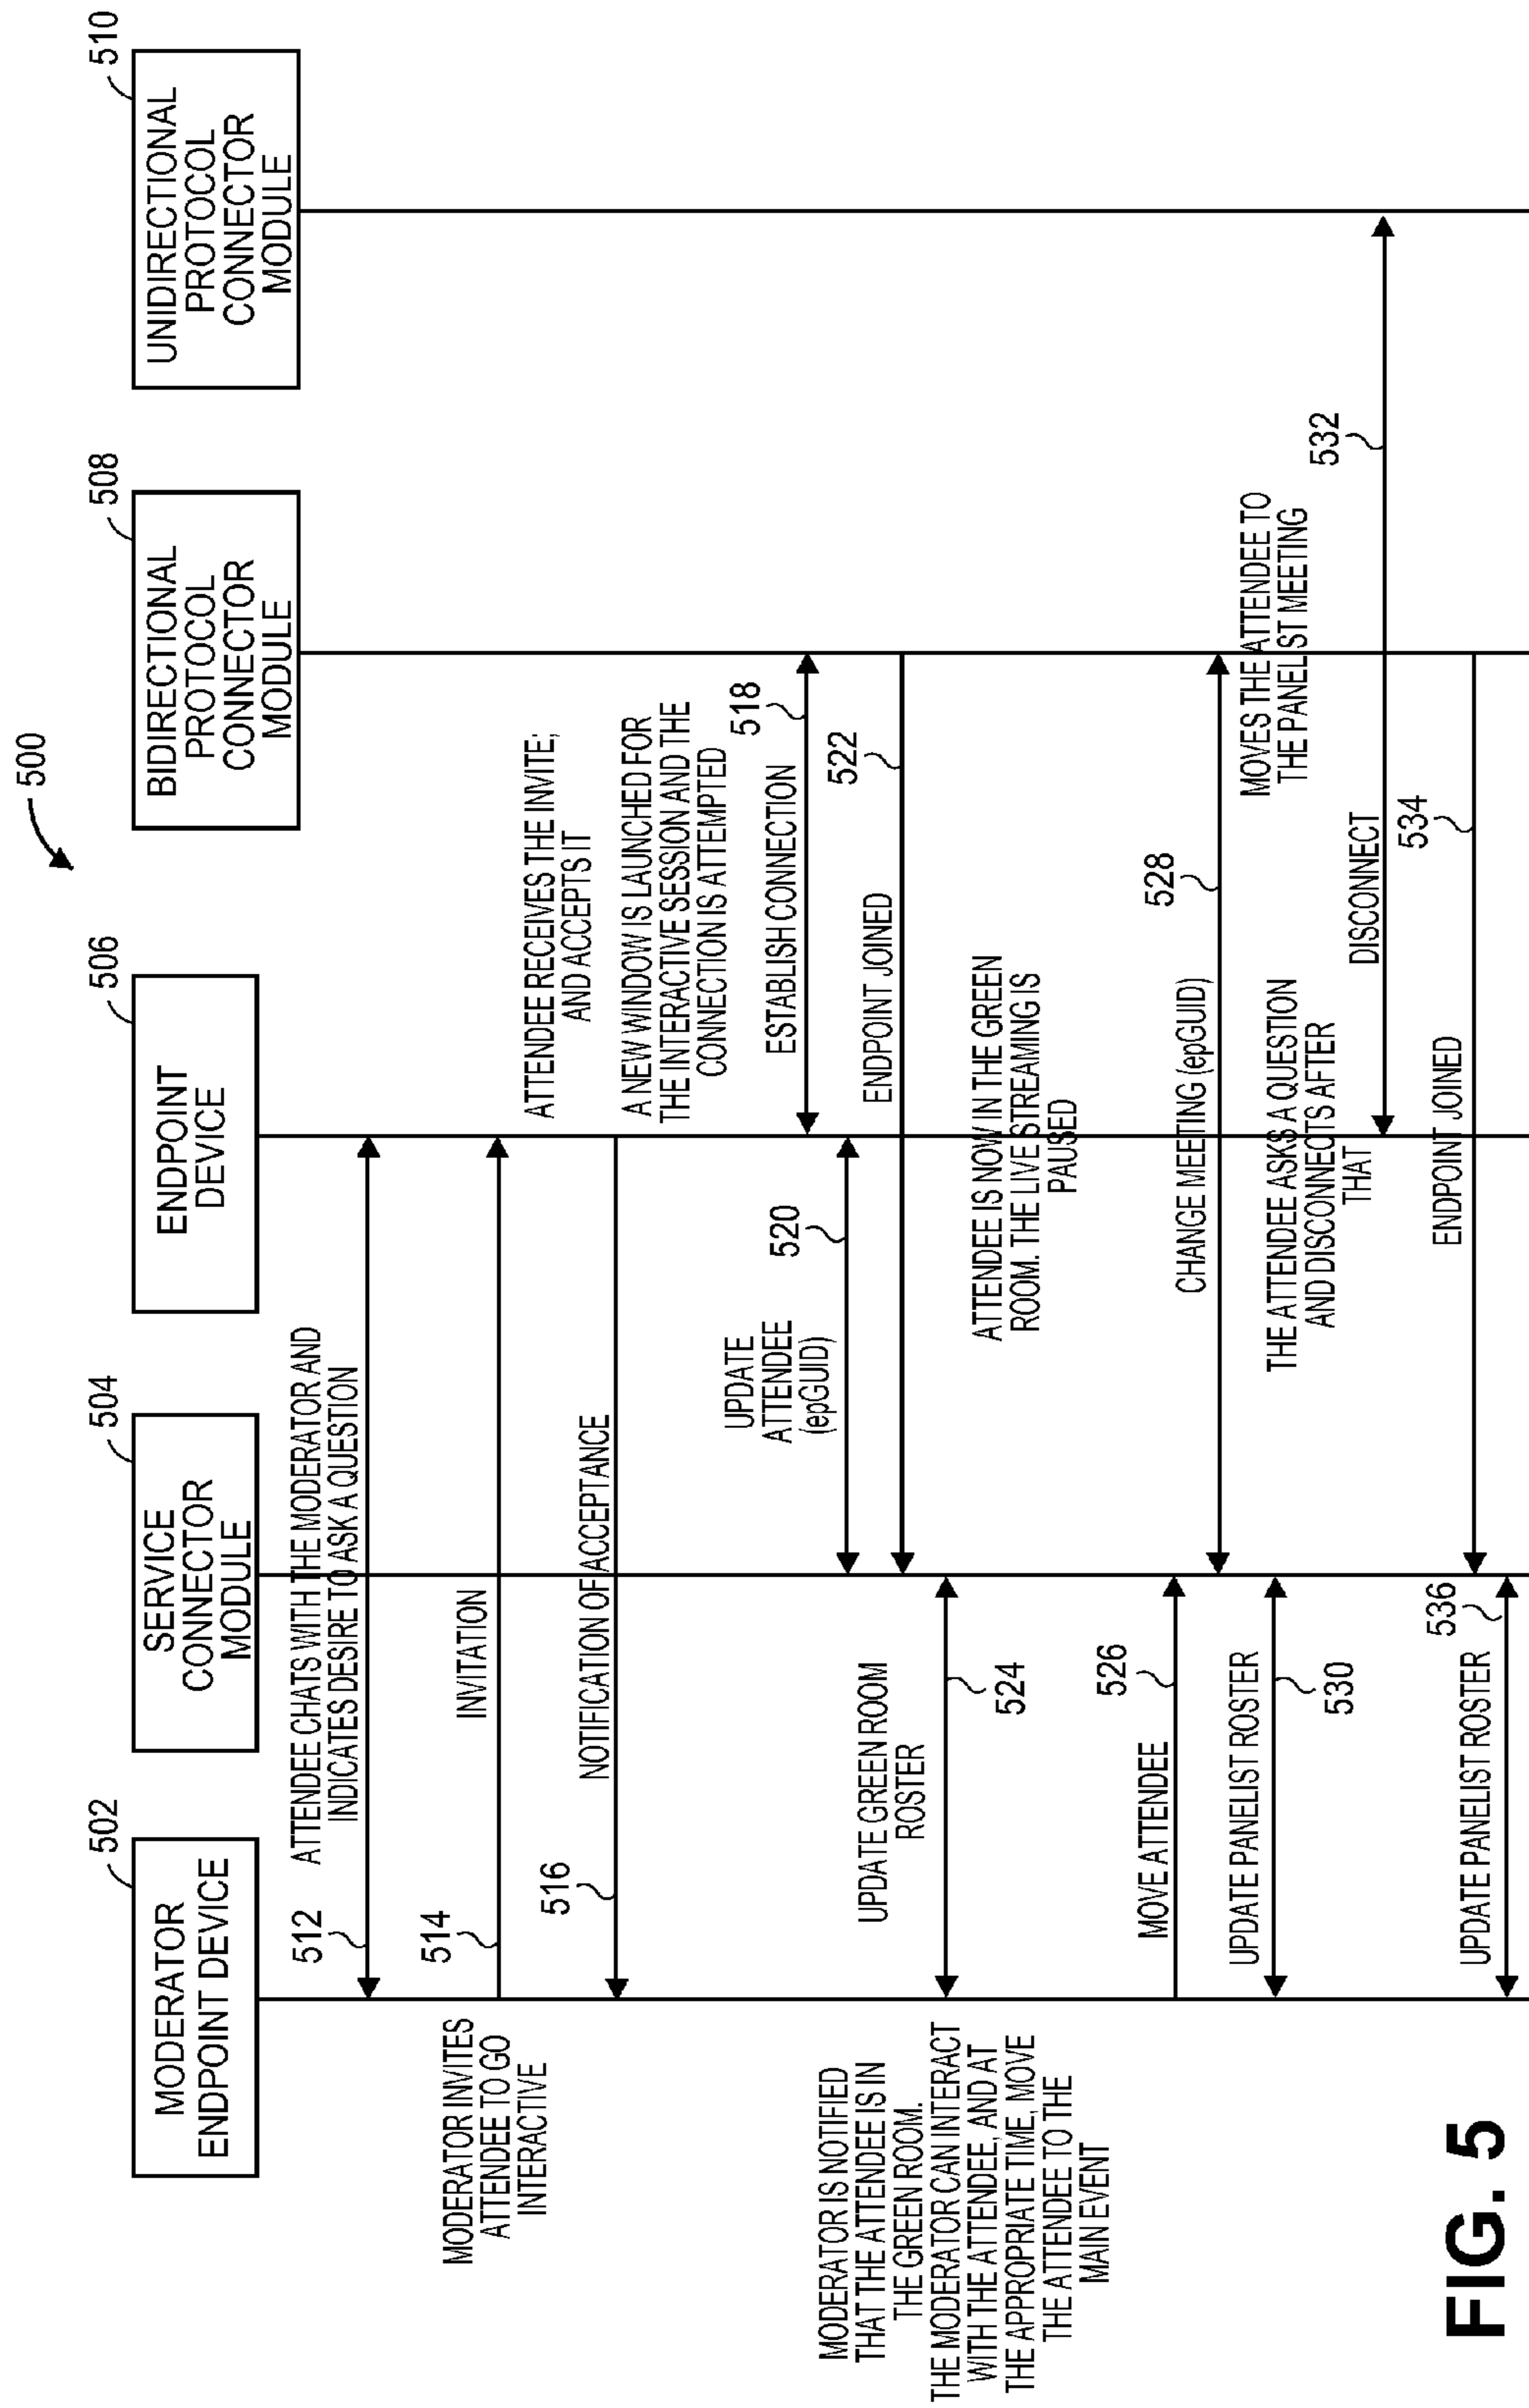 500
502
MODERATOR
ENDPOINT DEVICE
504
SERVICE
CONNECTOR
MODULE
506
ENDPOINT
DEVICE
508
BIDIRECTIONAL
PROTOCOL
CONNECTOR
MODULE
510
UNIDIRECTIONAL
PROTOCOL
CONNECTOR
MODULE
ATTENDEE CHATS WITH THE MODERATOR AND
INDICATES DESIRE TO ASK A QUESTION
512
MODERATOR INVITES
ATTENDEE TO GO
INTERACTIVE
514
INVITATION
ATTENDEE RECEIVES THE INVITE;
AND ACCEPTS IT
516
NOTIFICATION OF ACCEPTANCE
A NEW WINDOW IS LAUNCHED FOR
THE INTERACTIVE SESSION AND THE
CONNECTION IS ATTEMPTED
518
ESTABLISH CONNECTION
UPDATE
ATTENDEE
(epGUID)
520
522
ENDPOINT JOINED
MODERATOR IS NOTIFIED
THAT THE ATTENDEE IS IN
THE GREEN ROOM.
THE MODERATOR CAN INTERACT
WITH THE ATTENDEE, AND AT
THE APPROPRIATE TIME, MOVE
THE ATTENDEE TO THE
MAIN EVENT
UPDATE GREEN ROOM
ROSTER
524
ATTENDEE IS NOW IN THE GREEN
ROOM. THE LIVE STREAMING IS
PAUSED
MOVE ATTENDEE
526
CHANGE MEETING (epGUID)
528
MOVES THE ATTENDEE TO
THE PANELIST MEETING
UPDATE PANELIST ROSTER
530
THE ATTENDEE ASKS A QUESTION
AND DISCONNECTS AFTER
THAT
DISCONNECT
532
ENDPOINT JOINED
534
UPDATE PANELIST ROSTER
536
FIG. 5